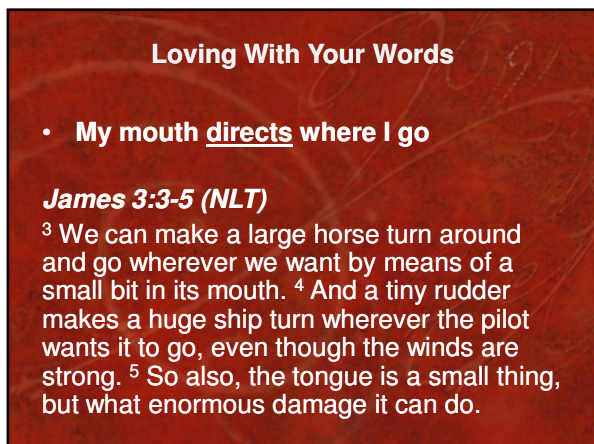 Loving With Your Words
• My mouth directs where I go
James 3:3-5 (NLT)
3 We can make a large horse turn around
and go wherever we want by means of a
small bit in its mouth. 4 And a tiny rudder
makes a huge ship turn wherever the pilot
wants it to go, even though the winds are
strong. 5 So also, the tongue is a small thing,
but what enormous damage it can do.